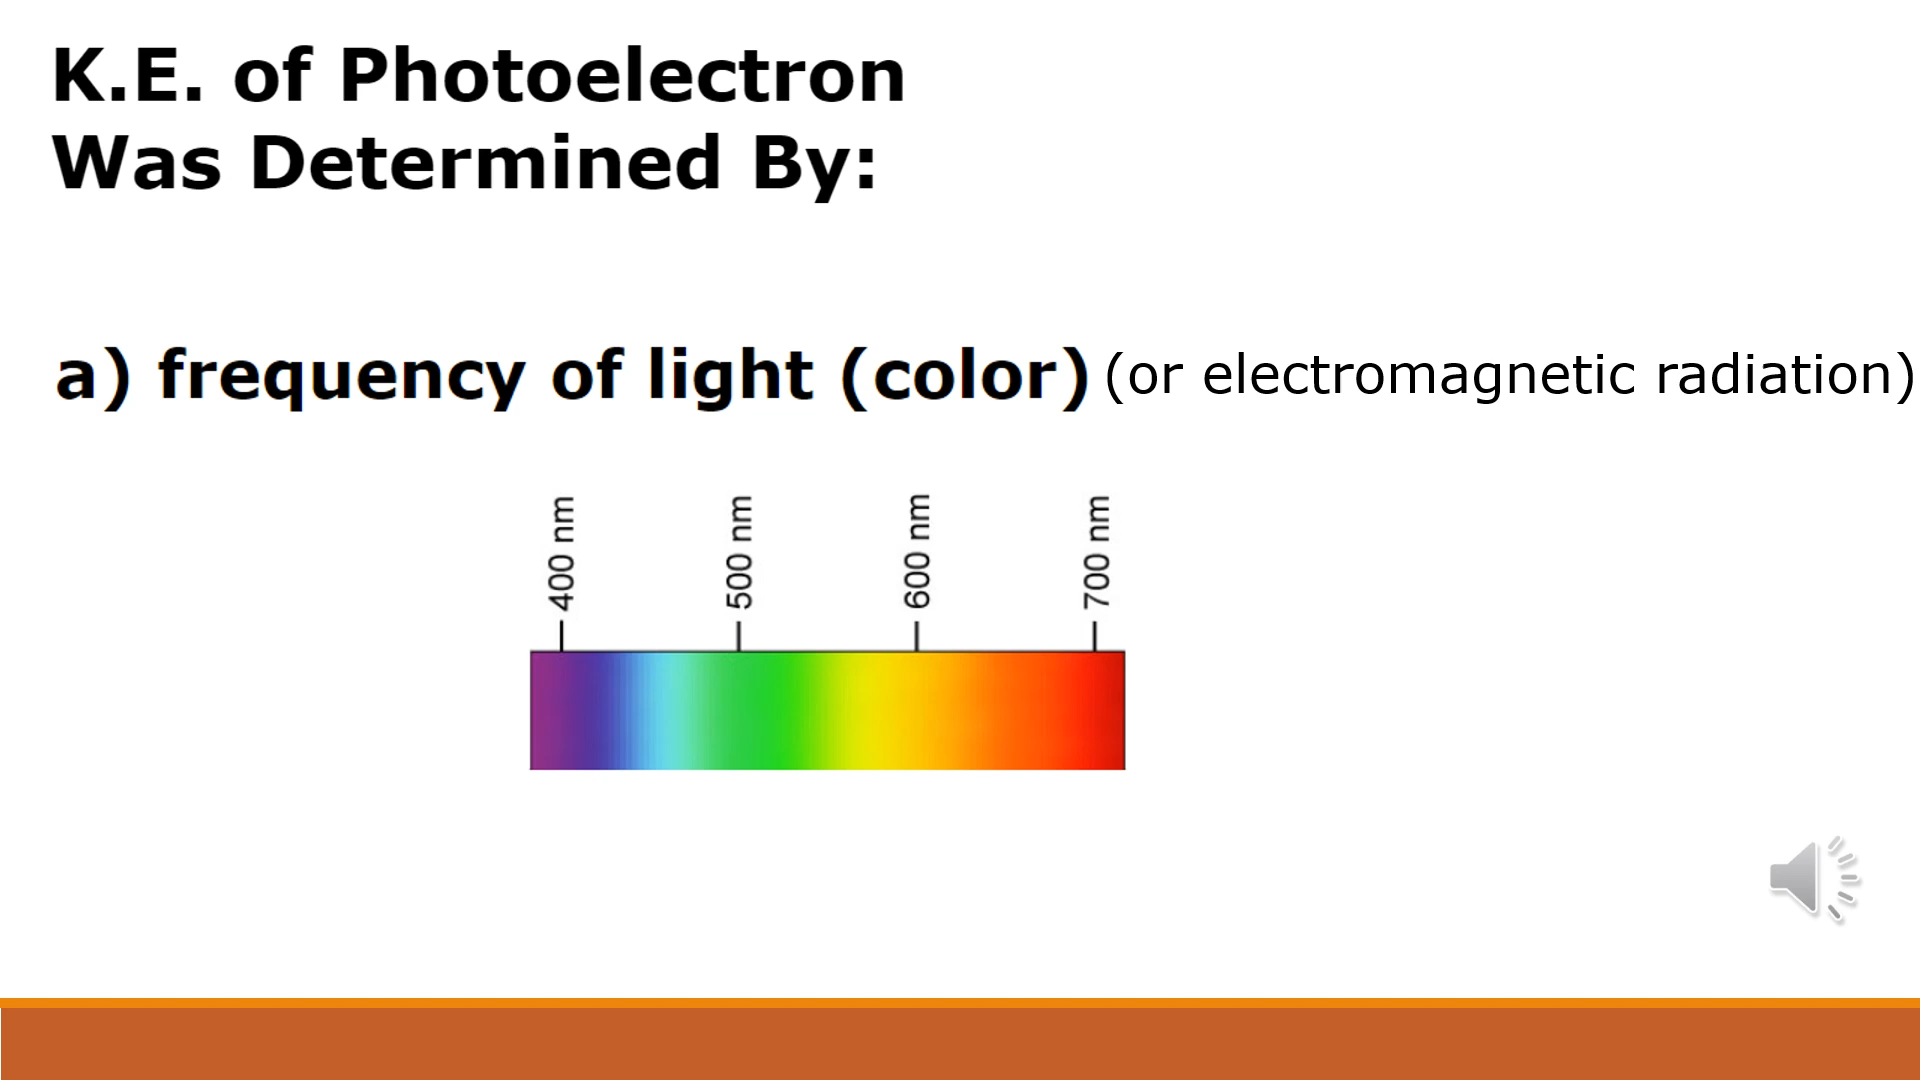 K.E. of Photoelectron
Was Determined By:
a) frequency of light (color) (or electromagnetic radiation)
400 nm
500 nm
600 nm
700 nm